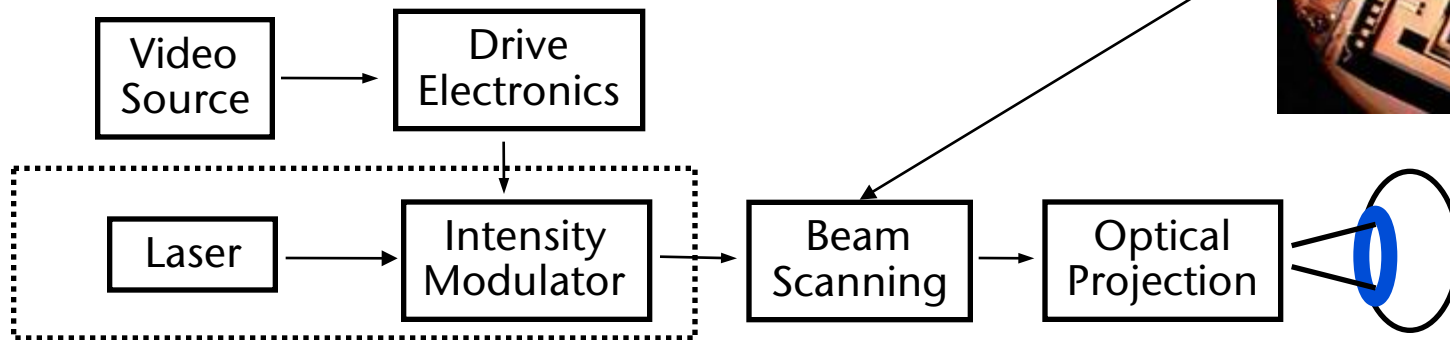 Video
Source
Drive
Electronics
Laser
Intensity
Modulator
Beam
Scanning
Optical
Projection